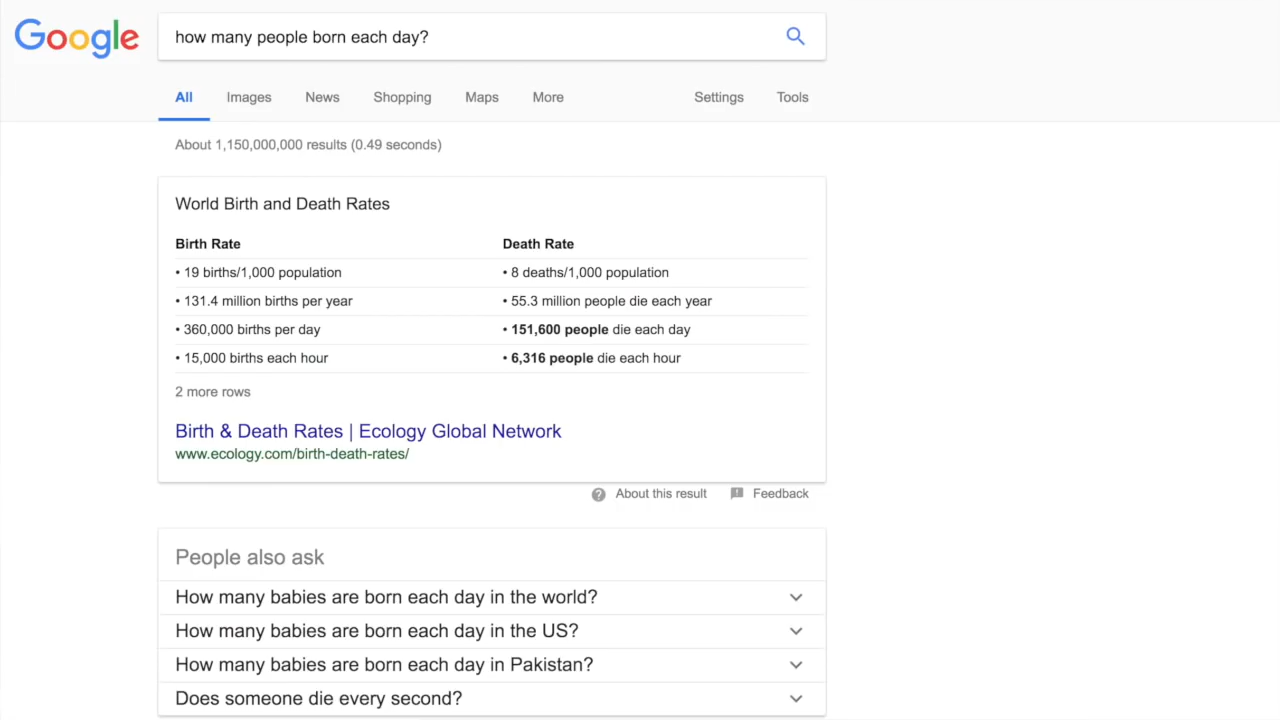 Google
how many people born each day?
All Images News Shopping Maps More Settings Tools
About 1,150,000,000 results (0.49 seconds)
World Birth and Death Rates
Birth Rate Death Rate
• 19 births/1,000 population • 8 deaths/1,000 population
• 131.4 million births per year • 55.3 million people die each year
• 360,000 births per day • 151,600 people die each day
• 15,000 births each hour • 6,316 people die each hour
2 more rows
Birth & Death Rates | Ecology Global Network
www.ecology.com/birth-death-rates/
About this result Feedback
People also ask
How many babies are born each day in the world?
How many babies are born each day in the US?
How many babies are born each day in Pakistan?
Does someone die every second?